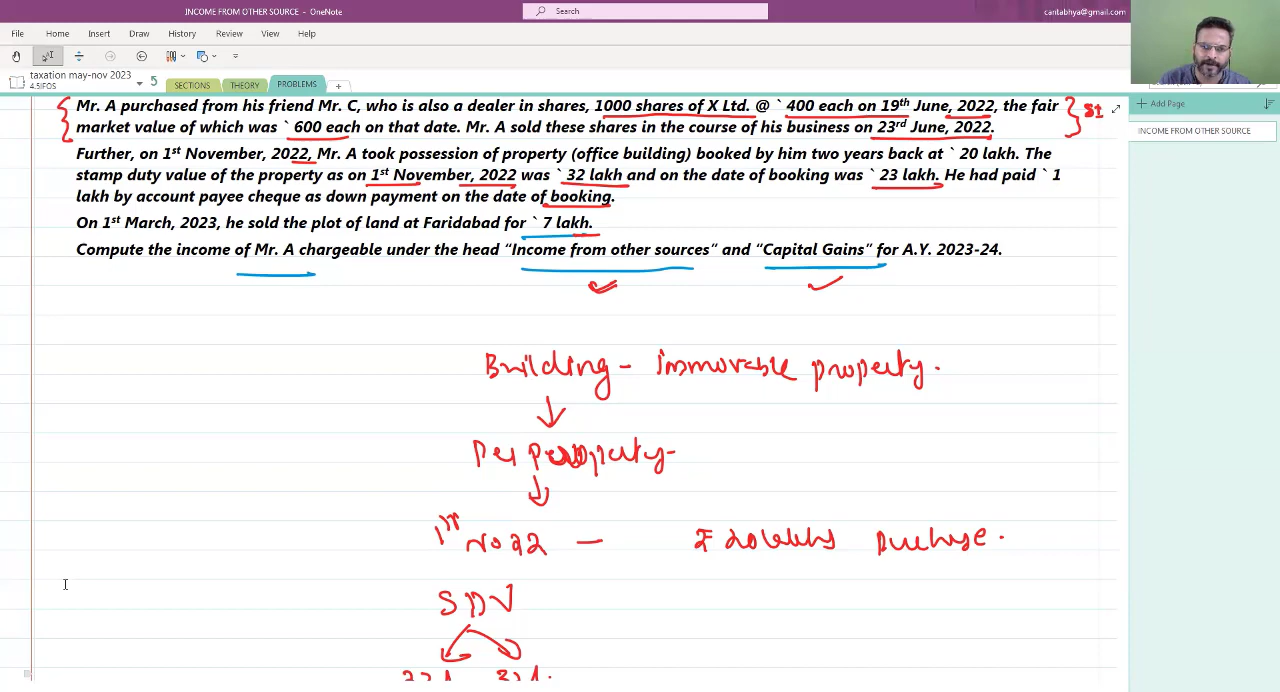 INCOME FROM OTHER SOURCE - OneNote
Search
cantabhya@gmail.com
File Home Insert Draw History Review View Help
taxation may-nov 2023
4.5IFOS
SECTIONS THEORY PROBLEMS +
Add Page
INCOME FROM OTHER SOURCE
Mr. A purchased from his friend Mr. C, who is also a dealer in shares, 1000 shares of X Ltd. @ ` 400 each on 19th June, 2022, the fair
market value of which was ` 600 each on that date. Mr. A sold these shares in the course of his business on 23rd June, 2022.
Further, on 1st November, 2022, Mr. A took possession of property (office building) booked by him two years back at ` 20 lakh. The
stamp duty value of the property as on 1st November, 2022 was ` 32 lakh and on the date of booking was ` 23 lakh. He had paid ` 1
lakh by account payee cheque as down payment on the date of booking.
On 1st March, 2023, he sold the plot of land at Faridabad for ` 7 lakh.
Compute the income of Mr. A chargeable under the head “Income from other sources” and “Capital Gains” for A.Y. 2023-24.
Building - immovable property.
Per property-
1st Nov 22 - ₹ 20 lakhs purchase.
SDV